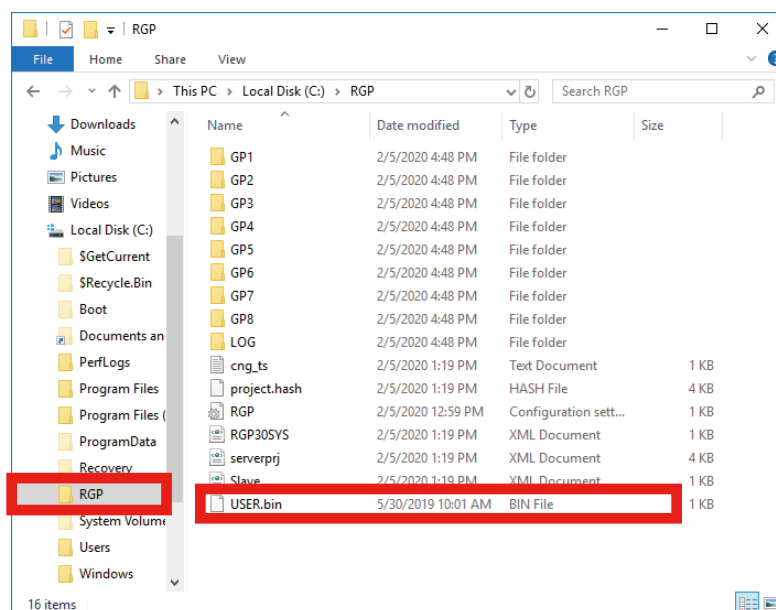 RGP
File Home Share View
This PC > Local Disk (C:) > RGP
Search RGP
Name Date modified Type Size
Downloads
Music
Pictures
Videos
Local Disk (C:)
$GetCurrent
$Recycle.Bin
Boot
Documents an
PerfLogs
Program Files
Program Files (
ProgramData
Recovery
RGP
System Volume
Users
Windows
GP1 2/5/2020 4:48 PM File folder
GP2 2/5/2020 4:48 PM File folder
GP3 2/5/2020 4:48 PM File folder
GP4 2/5/2020 4:48 PM File folder
GP5 2/5/2020 4:48 PM File folder
GP6 2/5/2020 4:48 PM File folder
GP7 2/5/2020 4:48 PM File folder
GP8 2/5/2020 4:48 PM File folder
LOG 2/5/2020 4:48 PM File folder
cng_ts 2/5/2020 1:19 PM Text Document 1 KB
project.hash 2/5/2020 1:19 PM HASH File 4 KB
RGP 2/5/2020 12:59 PM Configuration sett... 1 KB
RGP30SYS 2/5/2020 1:19 PM XML Document 1 KB
serverprj 2/5/2020 1:19 PM XML Document 4 KB
Slave 2/5/2020 1:19 PM XML Document 1 KB
USER.bin 5/30/2019 10:01 AM BIN File 1 KB
16 items